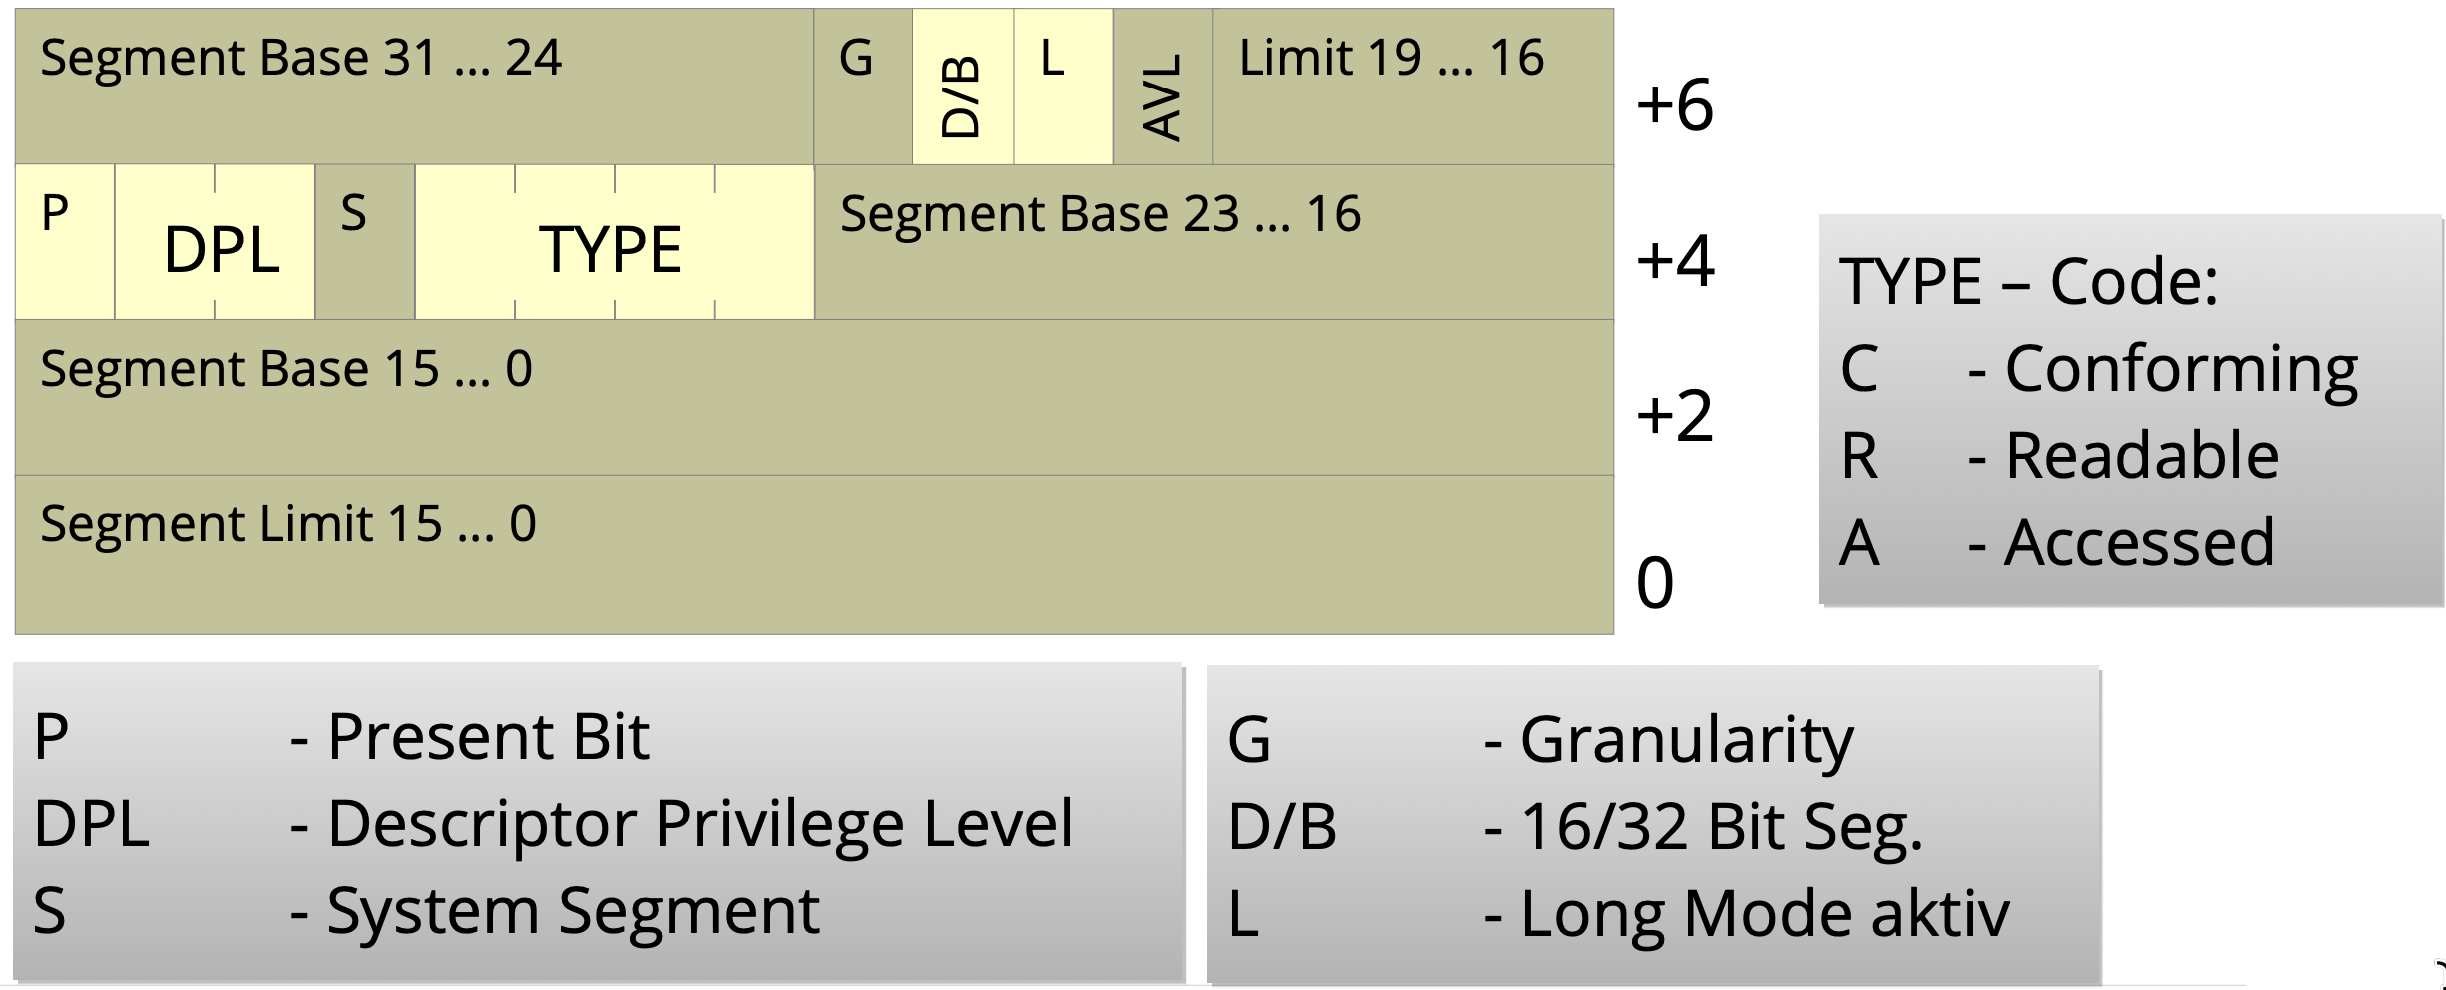 Segment Base 31 ... 24 G D/B L AVL Limit 19 ... 16 +6
P DPL S TYPE Segment Base 23 ... 16 +4
Segment Base 15 ... 0 +2
Segment Limit 15 ... 0 0
TYPE – Code:
C - Conforming
R - Readable
A - Accessed
P - Present Bit
DPL - Descriptor Privilege Level
S - System Segment
G - Granularity
D/B - 16/32 Bit Seg.
L - Long Mode aktiv